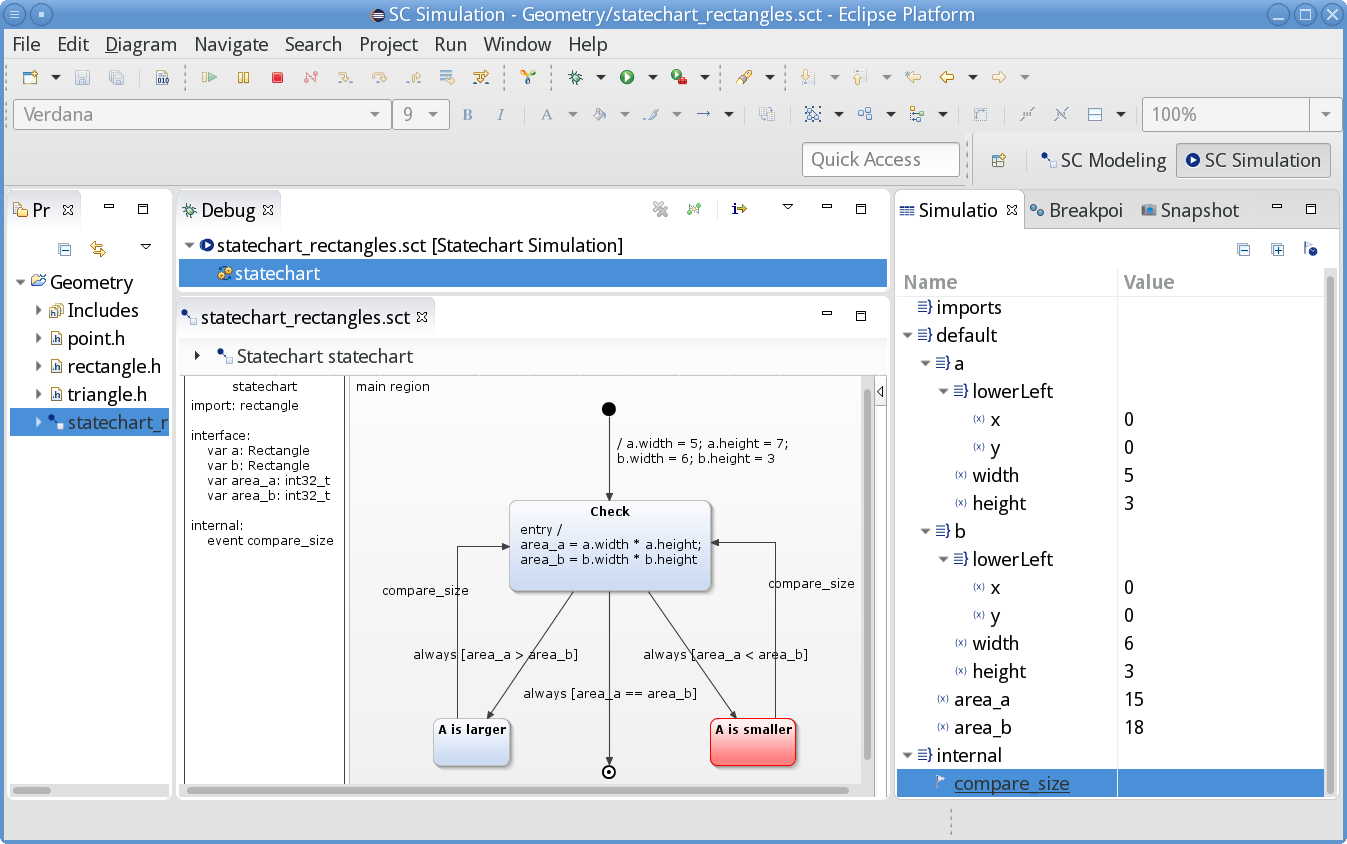 SC Simulation - Geometry/statechart_rectangles.sct - Eclipse Platform
File Edit Diagram Navigate Search Project Run Window Help
010
Verdana 9 B I A 100%
Quick Access SC Modeling SC Simulation
Pr
Geometry
Includes
point.h
rectangle.h
triangle.h
statechart_r
Debug
statechart_rectangles.sct [Statechart Simulation]
statechart
statechart_rectangles.sct
Statechart statechart
statechart
import: rectangle
interface:
var a: Rectangle
var b: Rectangle
var area_a: int32_t
var area_b: int32_t
internal:
event compare_size
main region
/ a.width = 5; a.height = 7;
b.width = 6; b.height = 3
Check
entry /
area_a = a.width * a.height;
area_b = b.width * b.height
compare_size
compare_size
always [area_a > area_b]
always [area_a < area_b]
always [area_a == area_b]
A is larger
A is smaller
Simulatio Breakpoi Snapshot
Name Value
imports
default
a
lowerLeft
x 0
y 0
width 5
height 3
b
lowerLeft
x 0
y 0
width 6
height 3
area_a 15
area_b 18
internal
compare_size